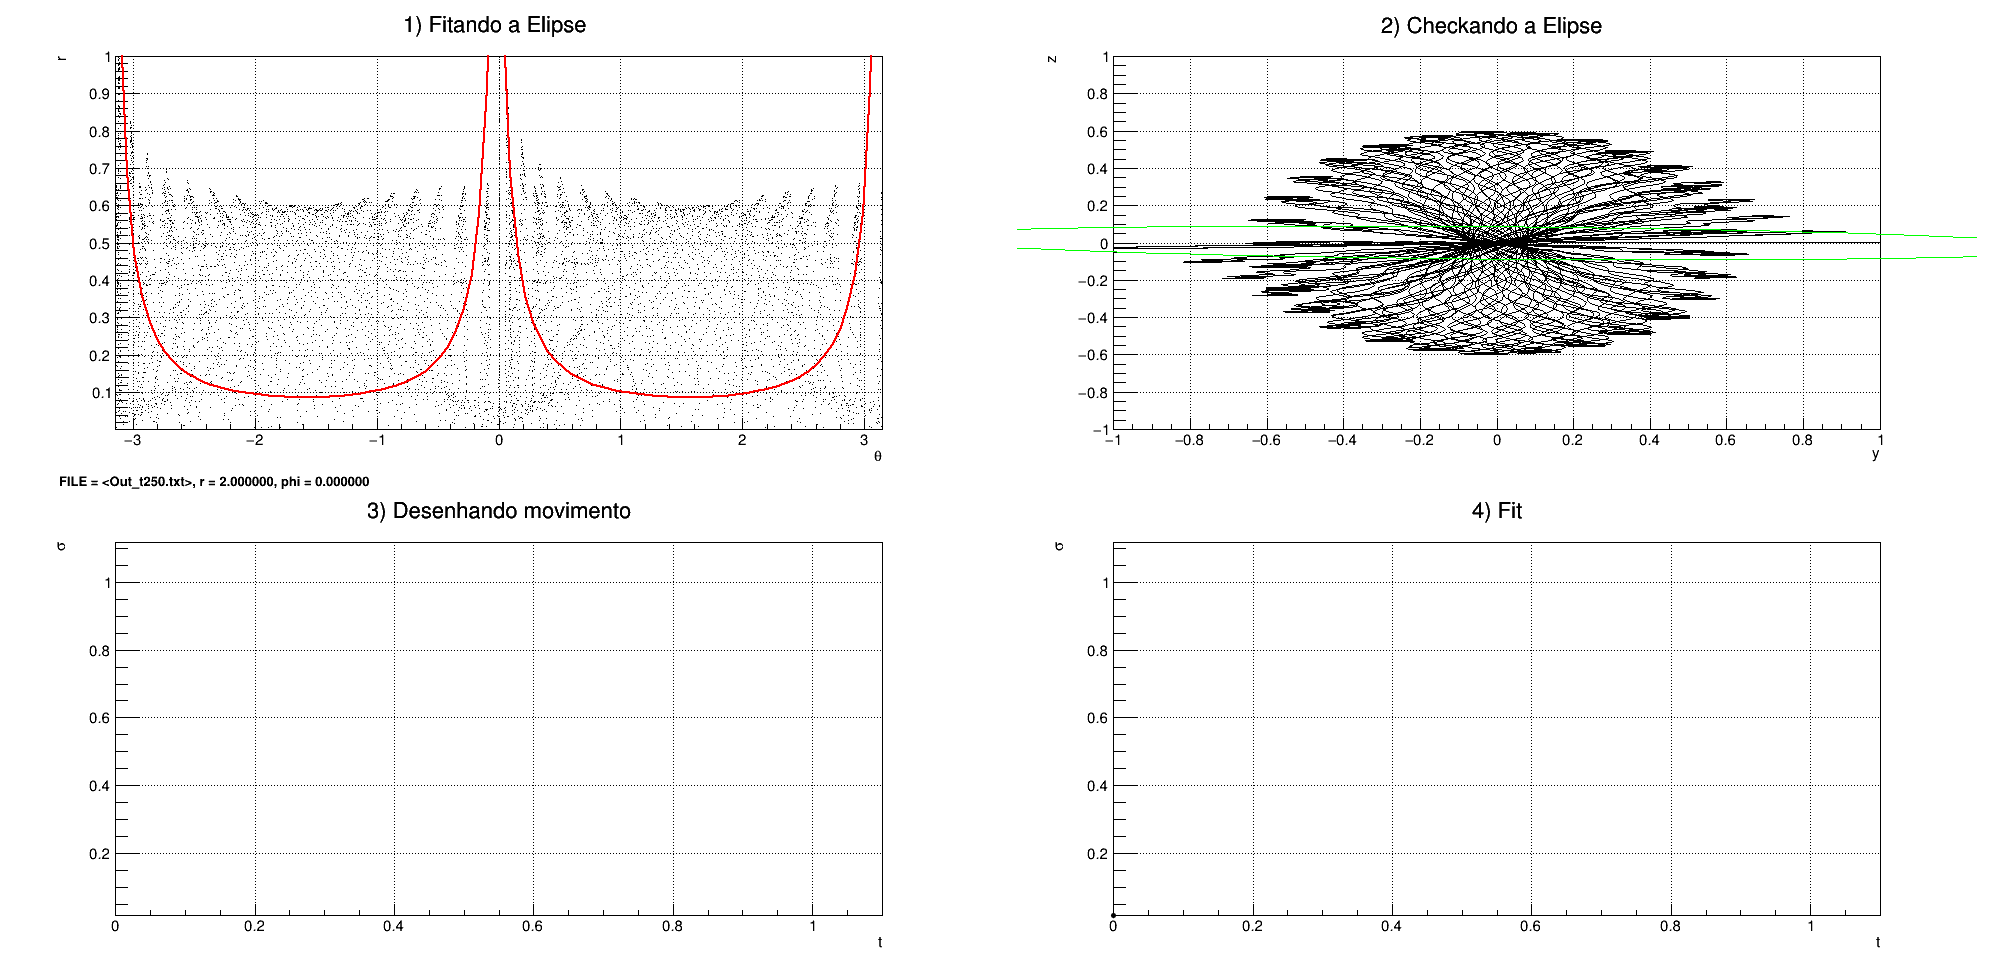 1) Fitando a Elipse
r
1
0.9
0.8
0.7
0.6
0.5
0.4
0.3
0.2
0.1
−3 −2 −1 0 1 2 3
θ
2) Checkando a Elipse
z
1
0.8
0.6
0.4
0.2
0
−0.2
−0.4
−0.6
−0.8
−1
−1 −0.8 −0.6 −0.4 −0.2 0 0.2 0.4 0.6 0.8 1
y
FILE = <Out_t250.txt>, r = 2.000000, phi = 0.000000
3) Desenhando movimento
σ
1
0.8
0.6
0.4
0.2
0 0.2 0.4 0.6 0.8 1
t
4) Fit
σ
1
0.8
0.6
0.4
0.2
0 0.2 0.4 0.6 0.8 1
t